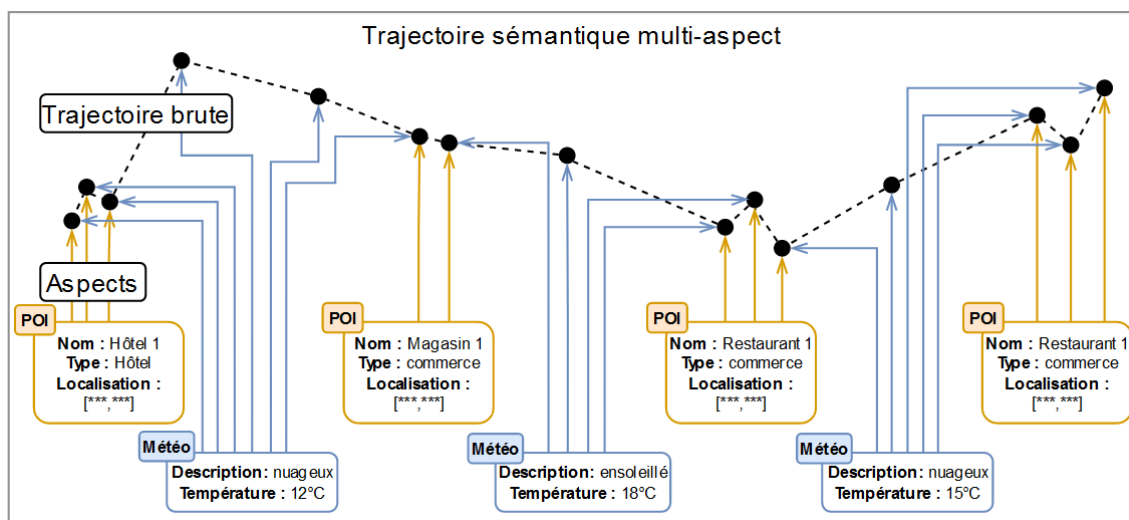 Trajectoire sémantique multi-aspect
Trajectoire brute
Aspects
POI
Nom : Hôtel 1
Type : Hôtel
Localisation :
[***,***]
POI
Nom : Magasin 1
Type : commerce
Localisation :
[***,***]
POI
Nom : Restaurant 1
Type : commerce
Localisation :
[***,***]
POI
Nom : Restaurant 1
Type : commerce
Localisation :
[***,***]
Météo
Description: nuageux
Température : 12°C
Météo
Description: ensoleillé
Température : 18°C
Météo
Description: nuageux
Température : 15°C